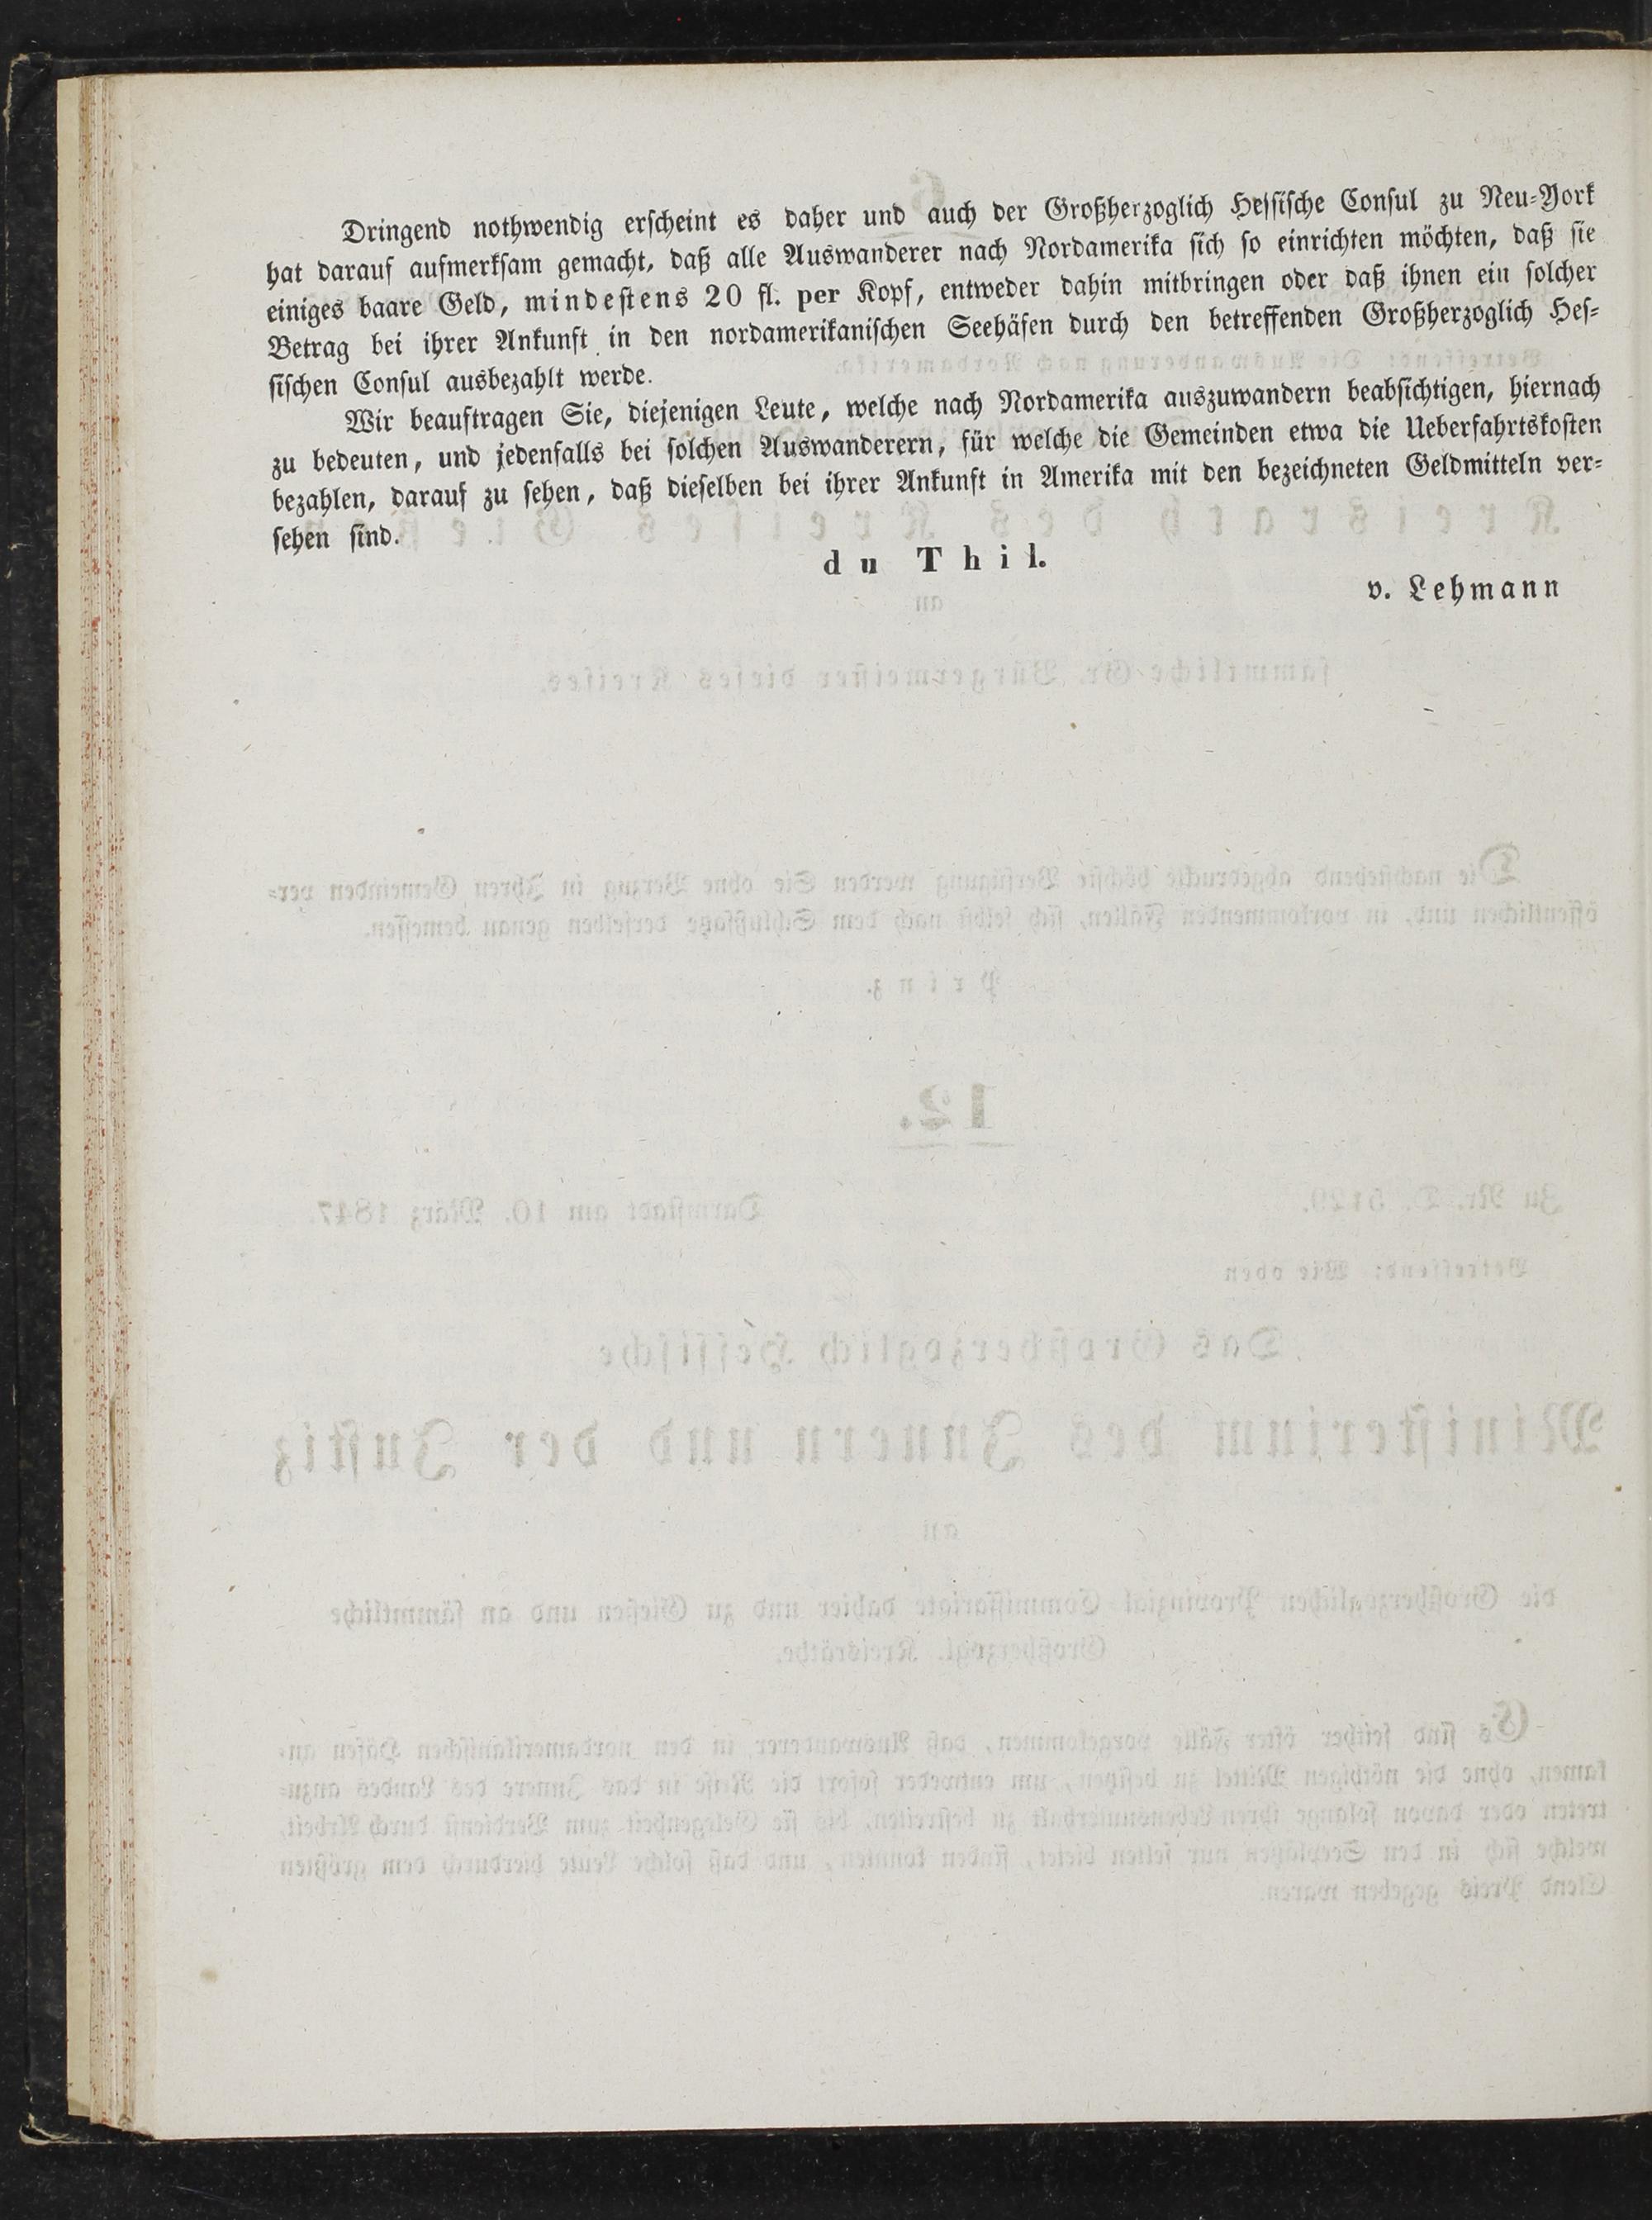 Dringend nothwendig erscheint es daher und auch der Großherzoglich Hessische Consul zu Neu-York
hat darauf aufmerksam gemacht, daß alle Auswanderer nach Nordamerika sich so einrichten möchten, daß sie
einiges baare Geld, mindestens 20 fl. per Kopf, entweder dahin mitbringen oder daß ihnen ein solcher
Betrag bei ihrer Ankunft in den nordamerikanischen Seehäfen durch den betreffenden Großherzoglich Hes-
sischen Consul ausbezahlt werde.
Wir beauftragen Sie, diejenigen Leute, welche nach Nordamerika auszuwandern beabsichtigen, hiernach
zu bedeuten, und jedenfalls bei solchen Auswanderern, für welche die Gemeinden etwa die Ueberfahrtskosten
bezahlen, darauf zu sehen, daß dieselben bei ihrer Ankunft in Amerika mit den bezeichneten Geldmitteln ver-
sehen sind.
du Thil.
v. Lehmann